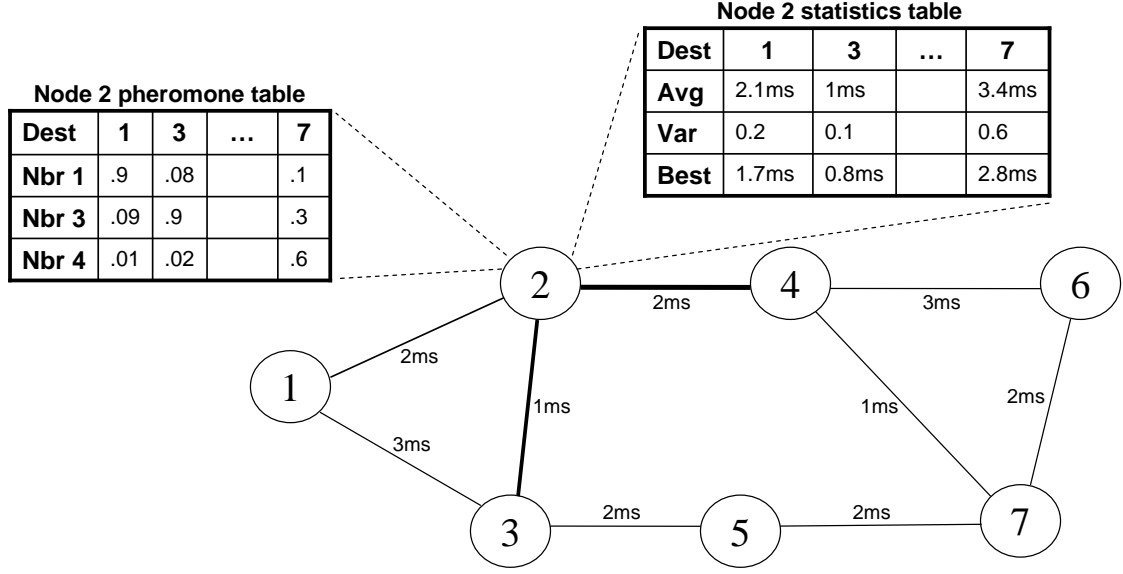 Node 2 statistics table
Dest 1 3 ... 7
Avg 2.1ms 1ms 3.4ms
Var 0.2 0.1 0.6
Best 1.7ms 0.8ms 2.8ms
Node 2 pheromone table
Dest 1 3 ... 7
Nbr 1 .9 .08 .1
Nbr 3 .09 .9 .3
Nbr 4 .01 .02 .6
2 4 6
2ms 3ms
2ms
1
1ms 1ms 2ms
3ms
2ms 2ms
3 5 7